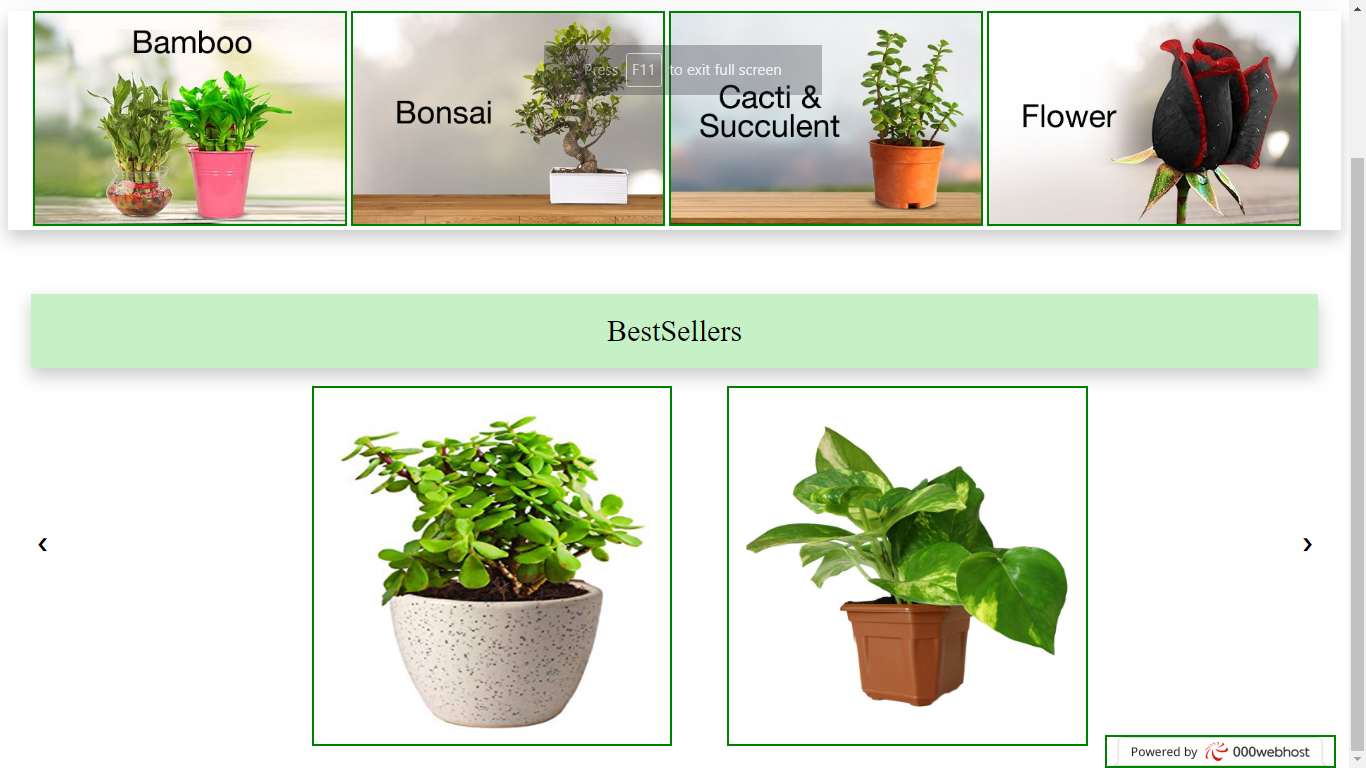 Bamboo
Bonsai
Press F11 to exit full screen
Cacti &
Succulent
Flower
BestSellers
Powered by 000webhost